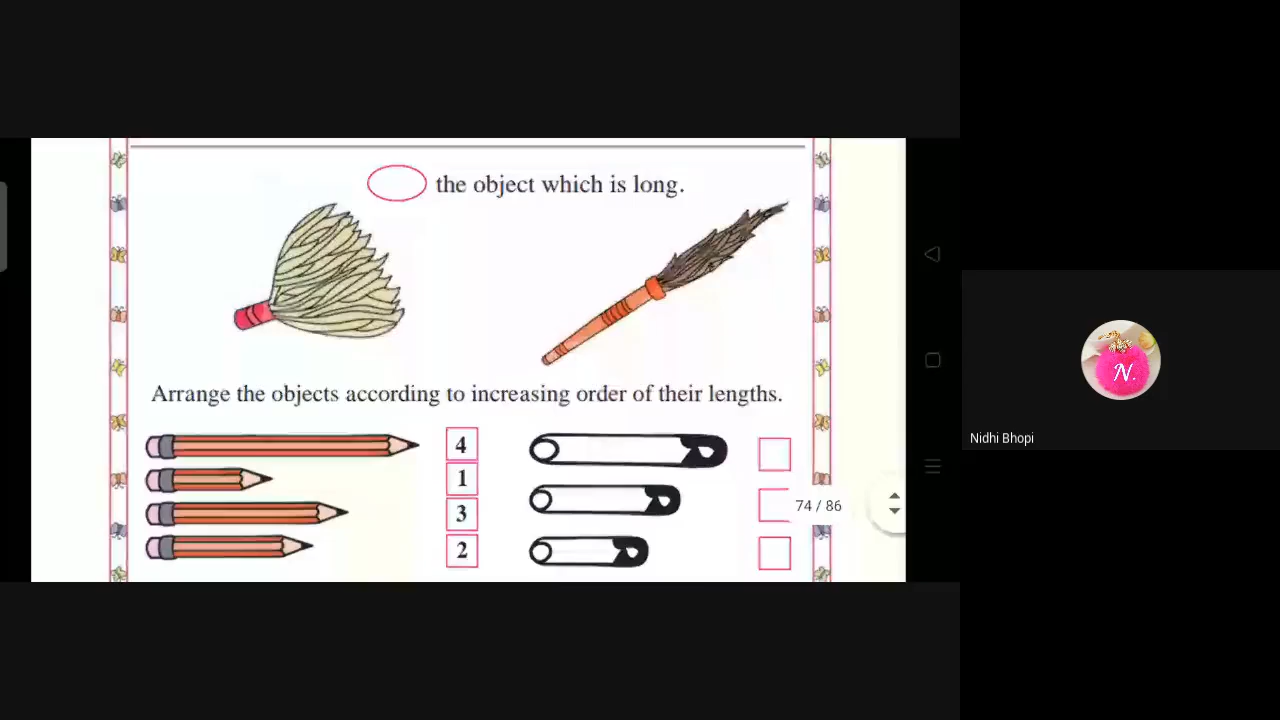 the object which is long.
Arrange the objects according to increasing order of their lengths.
4
1
3
2
74 / 86
N.
Nidhi Bhopi